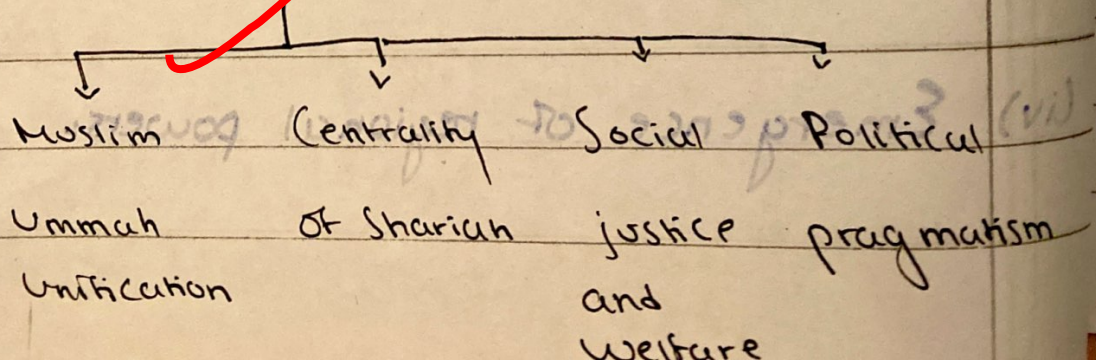 Muslim Centrality Social Political
Ummah of Shariah justice pragmatism
Unification and
Welfare